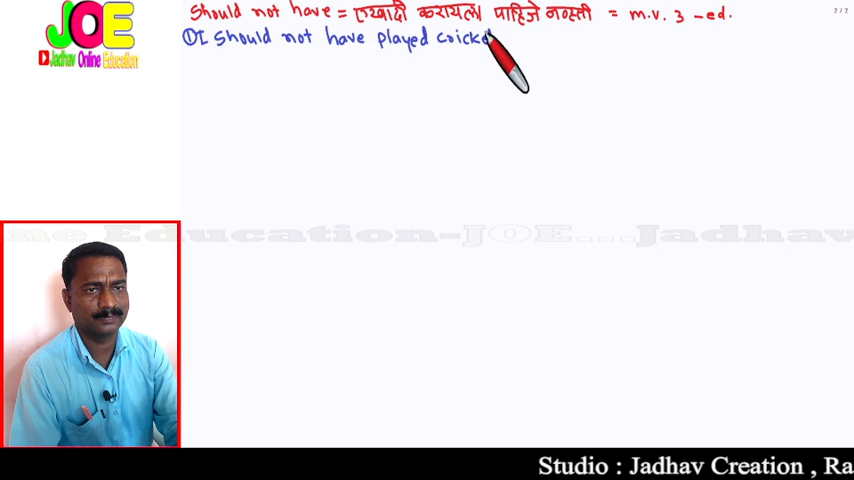 Should not have = एखादी करायला पाहिजे नव्हती = m.v. 3 -ed.
2/2
① I should not have played cricke
JOE
Jadhav Online Education
ne Education-JOE...Jadhav
Studio : Jadhav Creation , Ra